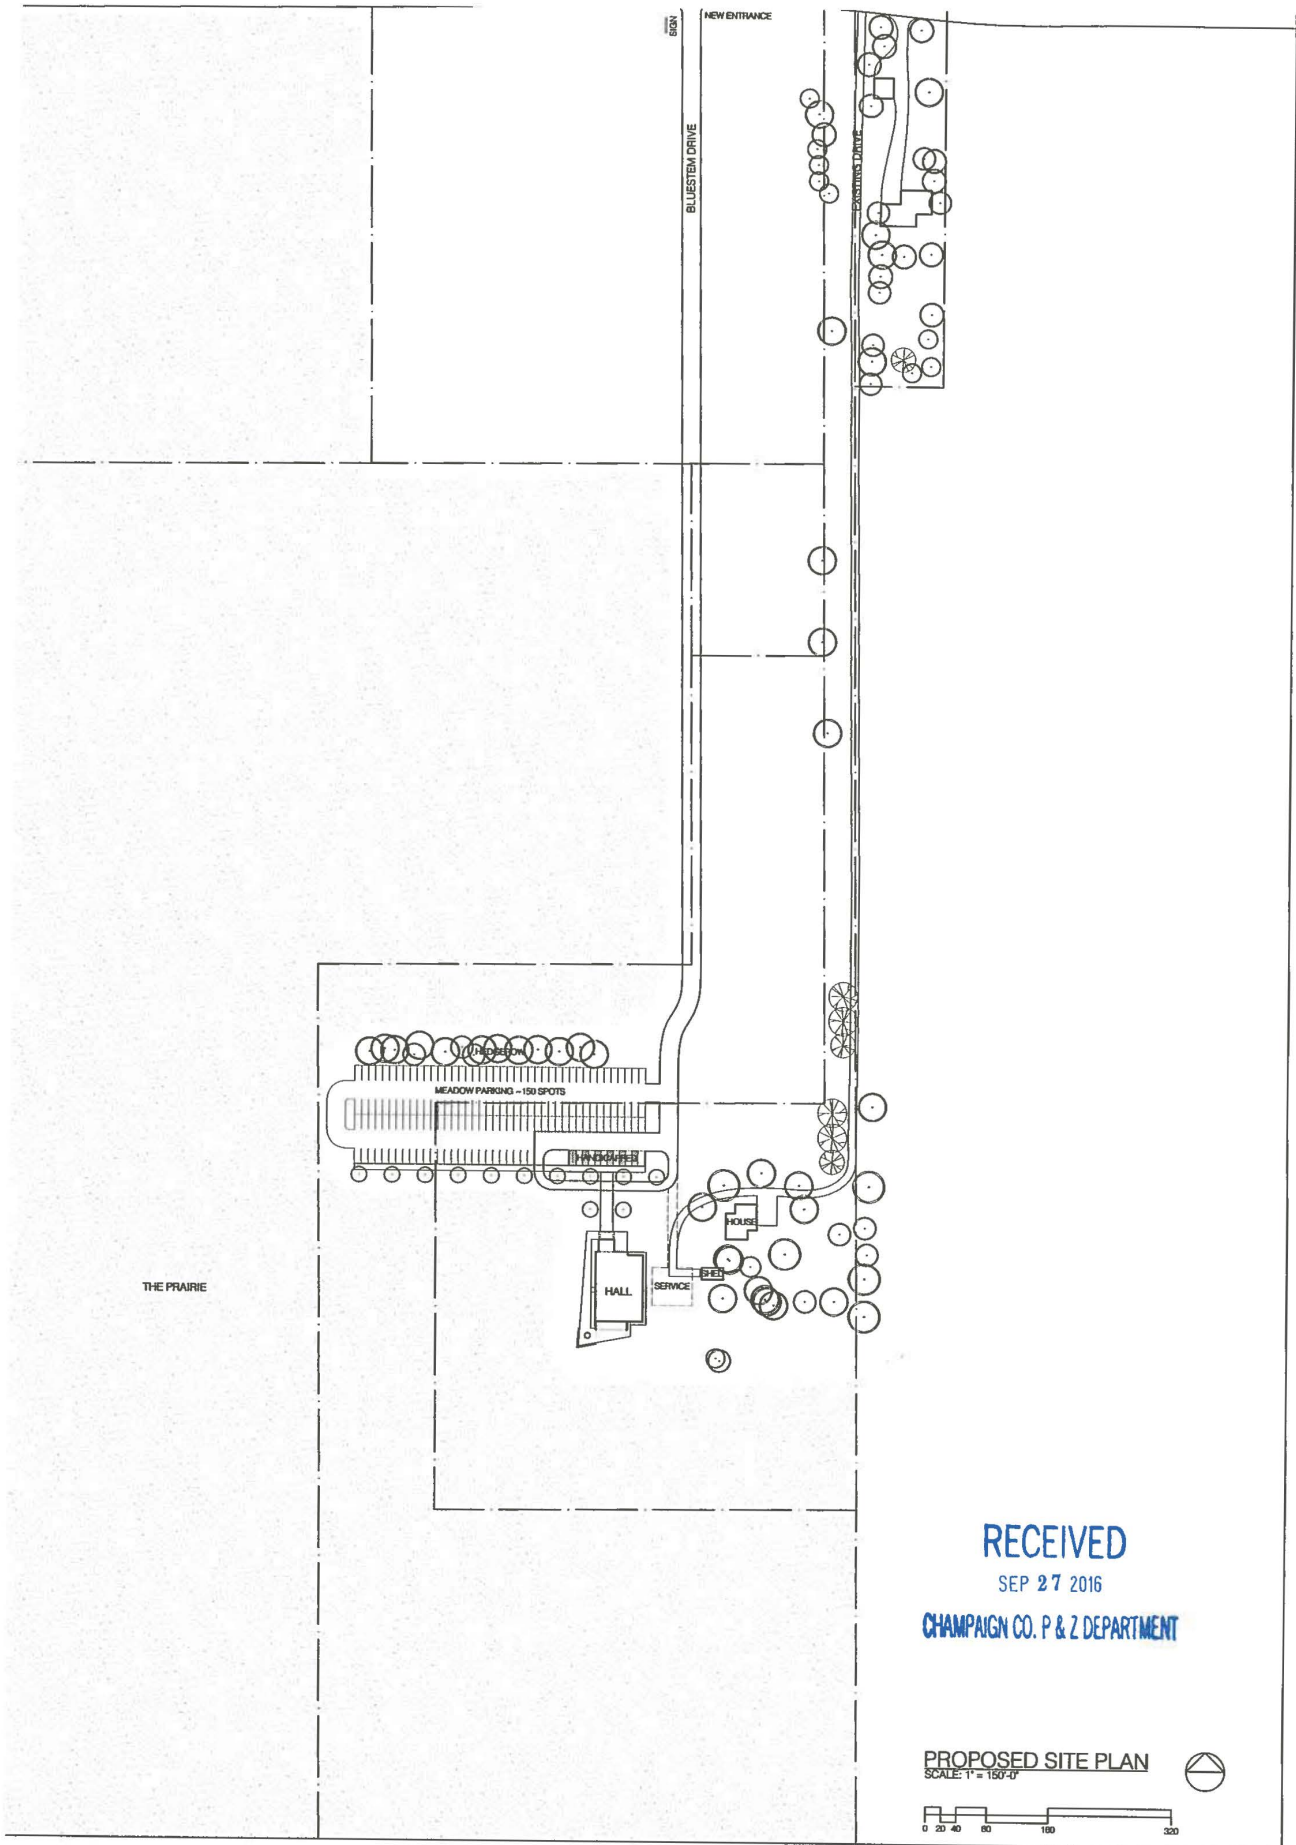 SIGN
NEW ENTRANCE
BLUESTEM DRIVE
EXISTING DRIVE
HEDGEROW
MEADOW PARKING ~150 SPOTS
HANDICAPPED
HOUSE
SHED
SERVICE
HALL
THE PRAIRIE
RECEIVED
SEP 27 2016
CHAMPAIGN CO. P & Z DEPARTMENT
PROPOSED SITE PLAN
SCALE: 1" = 150'-0"
0 20 40 80 160 320